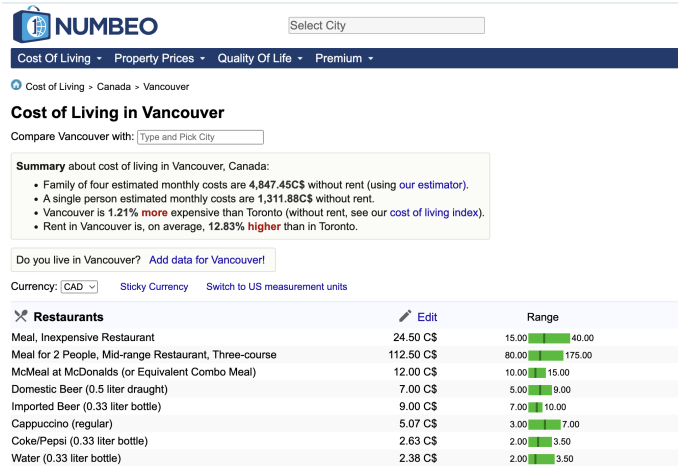 NUMBEO
Select City
Cost Of Living Property Prices Quality Of Life Premium
Cost of Living > Canada > Vancouver
Cost of Living in Vancouver
Compare Vancouver with: Type and Pick City
Summary about cost of living in Vancouver, Canada:
• Family of four estimated monthly costs are 4,847.45C$ without rent (using our estimator).
• A single person estimated monthly costs are 1,311.88C$ without rent.
• Vancouver is 1.21% more expensive than Toronto (without rent, see our cost of living index).
• Rent in Vancouver is, on average, 12.83% higher than in Toronto.
Do you live in Vancouver? Add data for Vancouver!
Currency: CAD Sticky Currency Switch to US measurement units
Restaurants Edit Range
Meal, Inexpensive Restaurant 24.50 C$ 15.00 40.00
Meal for 2 People, Mid-range Restaurant, Three-course 112.50 C$ 80.00 175.00
McMeal at McDonalds (or Equivalent Combo Meal) 12.00 C$ 10.00 15.00
Domestic Beer (0.5 liter draught) 7.00 C$ 5.00 9.00
Imported Beer (0.33 liter bottle) 9.00 C$ 7.00 10.00
Cappuccino (regular) 5.07 C$ 3.00 7.00
Coke/Pepsi (0.33 liter bottle) 2.63 C$ 2.00 3.50
Water (0.33 liter bottle) 2.38 C$ 2.00 3.50